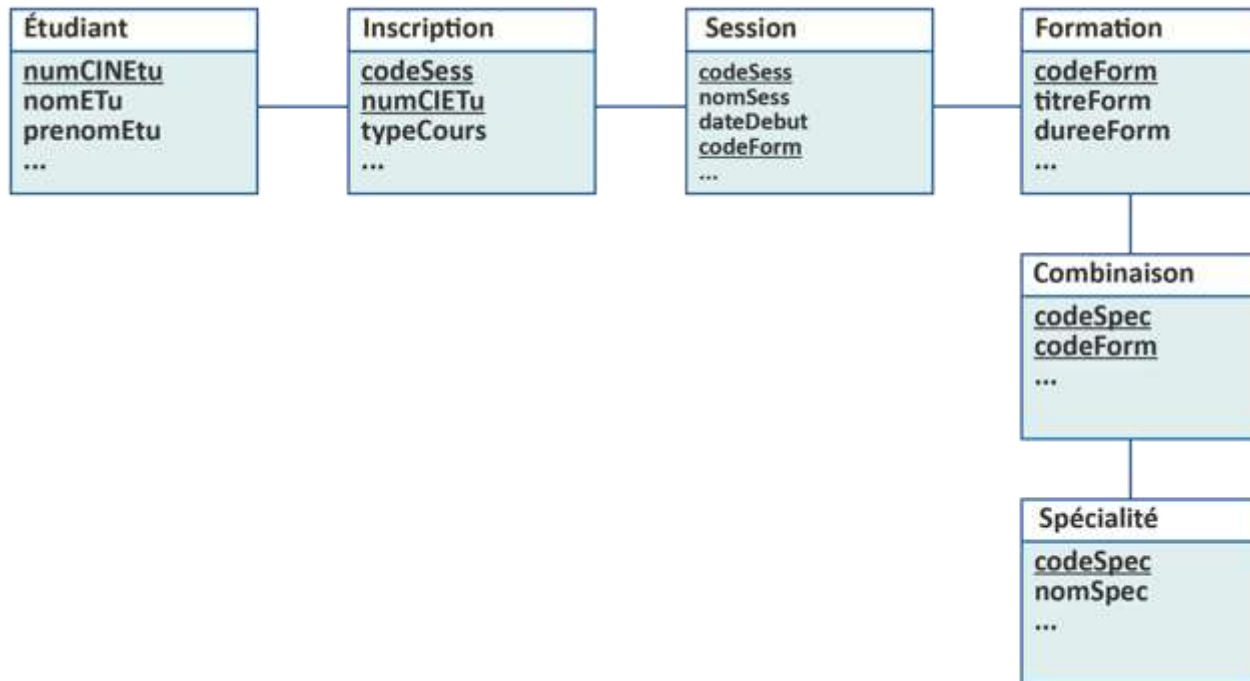 Étudiant
numCINEtu
nomETu
prenomEtu
...
Inscription
codeSess
numCIETu
typeCours
...
Session
codeSess
nomSess
dateDebut
codeForm
...
Formation
codeForm
titreForm
dureeForm
...
Combinaison
codeSpec
codeForm
...
Spécialité
codeSpec
nomSpec
...